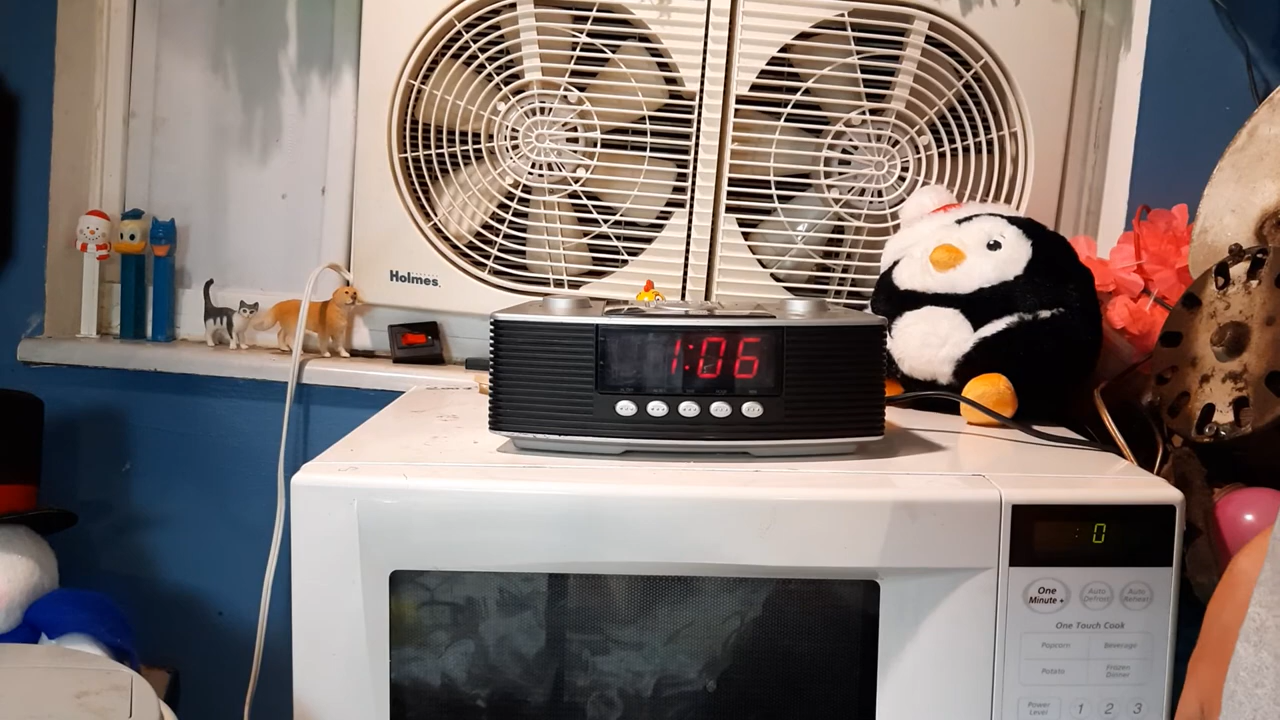 Holmes
1:06
: 0
One
Minute +
Auto
Defrost
Auto
Reheat
One Touch Cook
Popcorn
Beverage
Potato
Frozen
Dinner
Power
Level
1 2 3